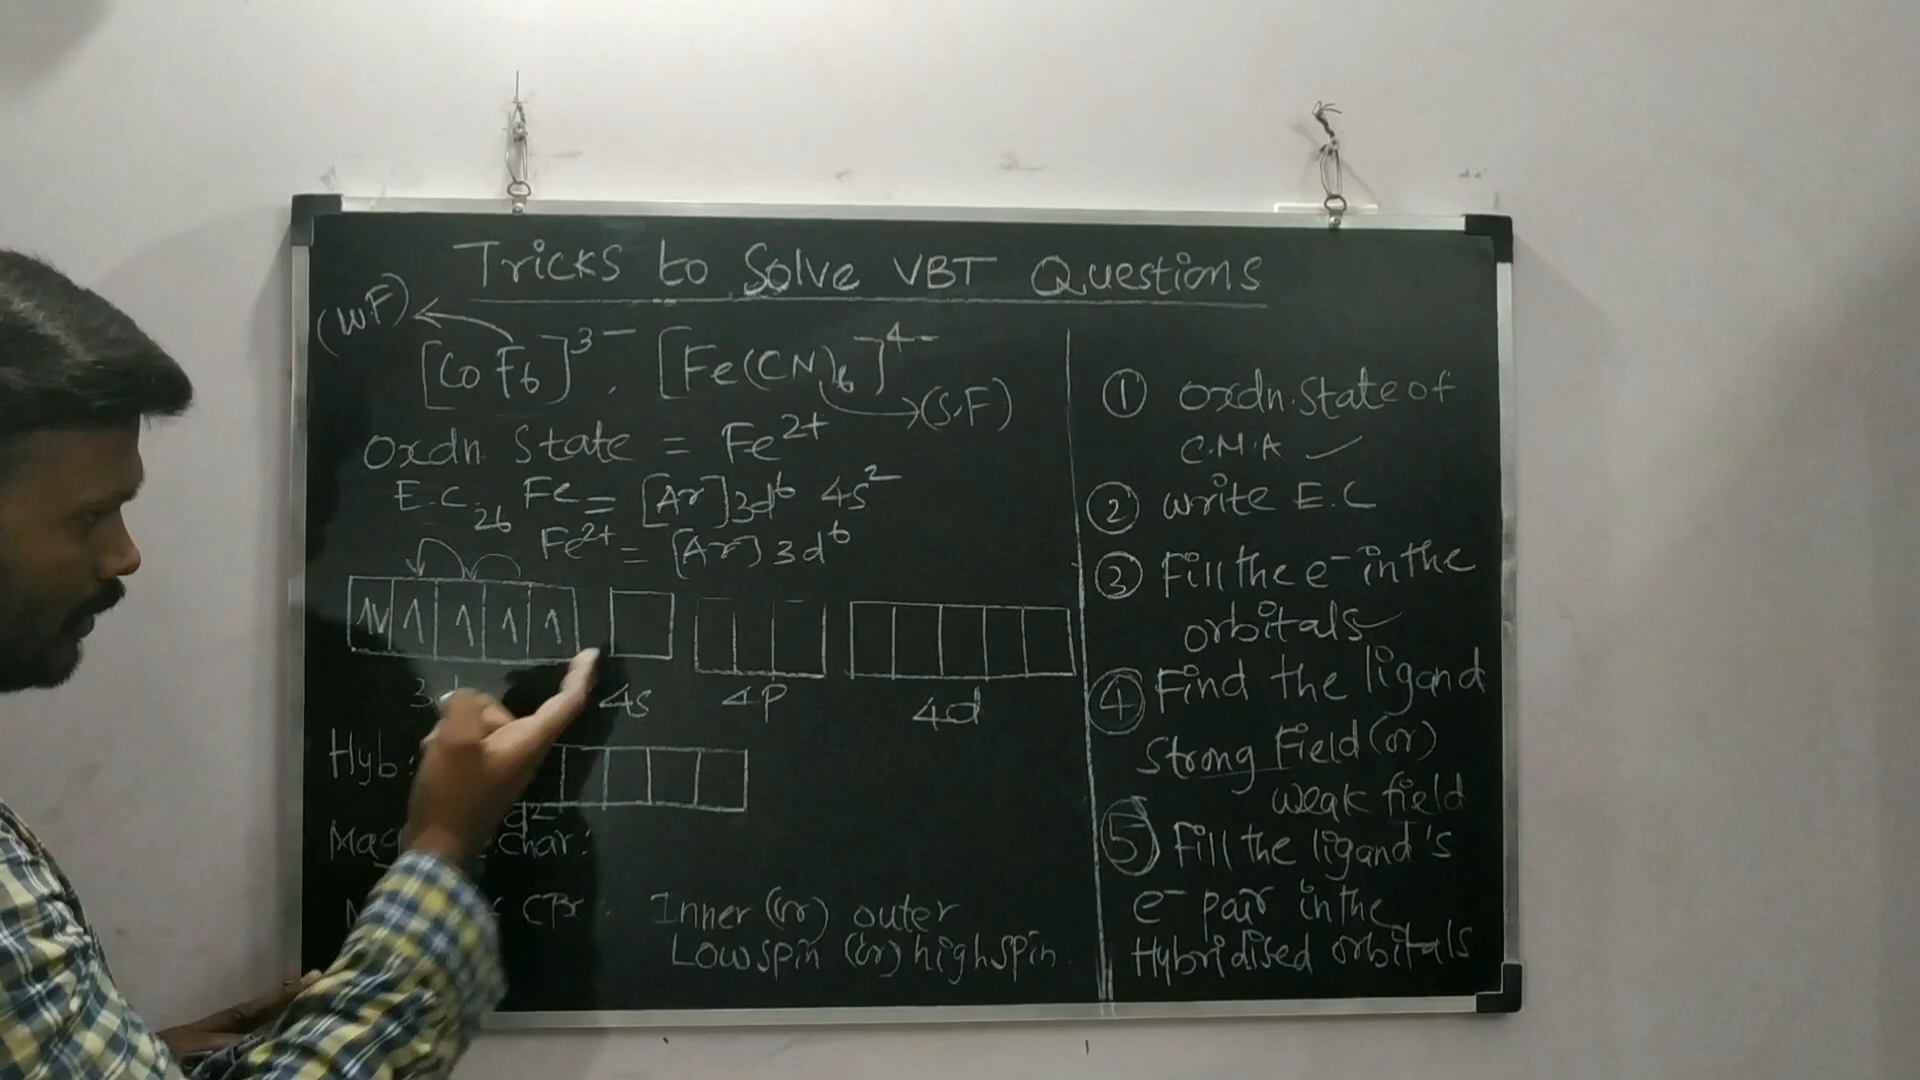 Tricks to Solve VBT Questions
(W.F)
[CoF6]3- , [Fe(CN)6]4-
(S.F)
Oxdn State = Fe2+
E.C 26 Fe = [Ar]3d6 4s2
Fe2+ = [Ar]3d6
4s 4p 4d
Hyb:
d2
Char:
Inner (or) outer
Low spin (or) high spin
① Oxdn. State of
C.M.A ✓
② Write E.C
③ Fill the e- in the
orbitals
④ Find the ligand
Strong Field (or)
weak field
⑤ Fill the ligand's
e- pair in the
Hybridised orbitals